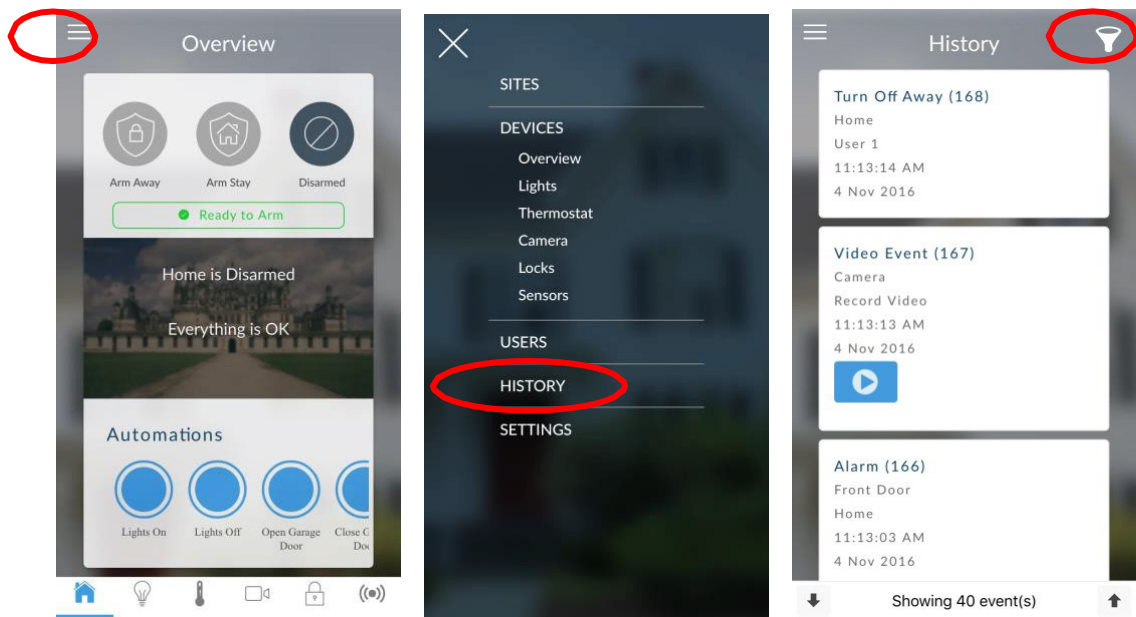 Overview
Arm Away
Arm Stay
Disarmed
Ready to Arm
Home is Disarmed
Everything is OK
Automations
Lights On
Lights Off
Open Garage
Door
Close G
Doo
SITES
DEVICES
Overview
Lights
Thermostat
Camera
Locks
Sensors
USERS
HISTORY
SETTINGS
History
Turn Off Away (168)
Home
User 1
11:13:14 AM
4 Nov 2016
Video Event (167)
Camera
Record Video
11:13:13 AM
4 Nov 2016
Alarm (166)
Front Door
Home
11:13:03 AM
4 Nov 2016
Showing 40 event(s)